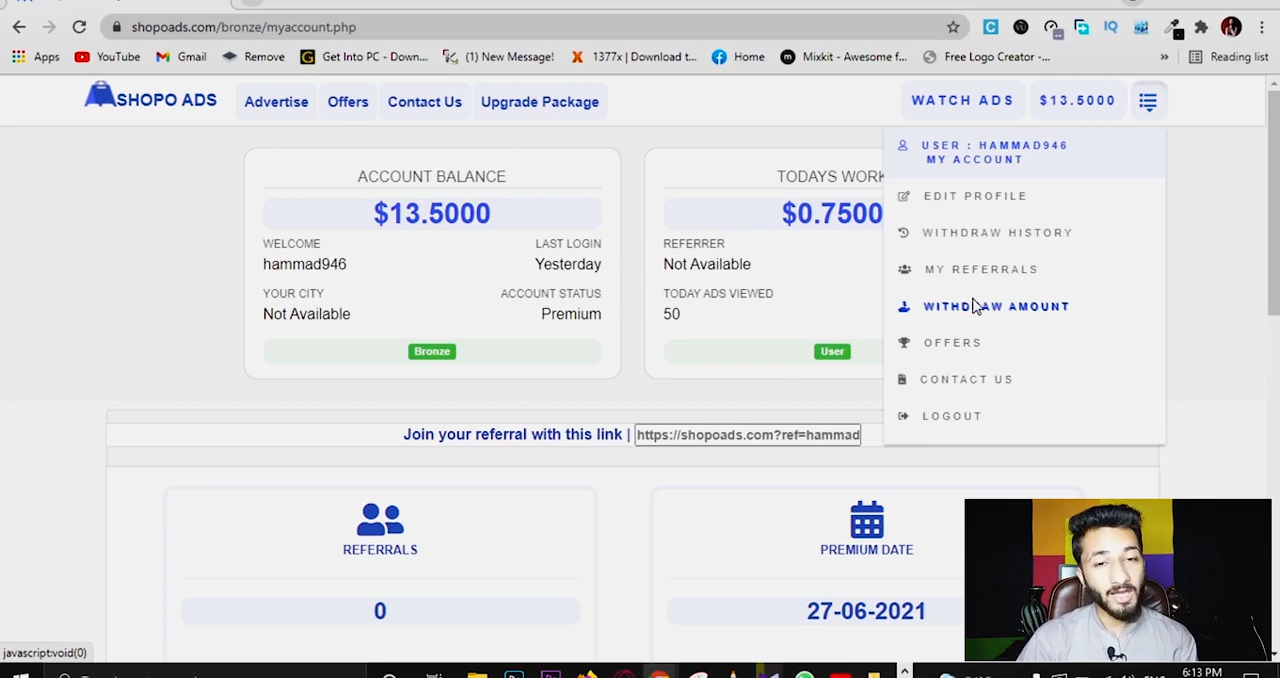 shopoads.com/bronze/myaccount.php
Apps YouTube Gmail Remove Get Into PC - Down... (1) New Message! 1377x | Download t... Home Mixkit - Awesome f... Free Logo Creator -... » Reading list
SHOPO ADS Advertise Offers Contact Us Upgrade Package WATCH ADS $13.5000
USER : HAMMAD946
MY ACCOUNT
EDIT PROFILE
WITHDRAW HISTORY
MY REFERRALS
WITHDRAW AMOUNT
OFFERS
CONTACT US
LOGOUT
ACCOUNT BALANCE
$13.5000
WELCOME LAST LOGIN
hammad946 Yesterday
YOUR CITY ACCOUNT STATUS
Not Available Premium
Bronze
TODAYS WORK
$0.7500
REFERRER
Not Available
TODAY ADS VIEWED
50
User
Join your referral with this link | https://shopoads.com?ref=hammad
REFERRALS
0
PREMIUM DATE
27-06-2021
javascript:void(0)
6:13 PM